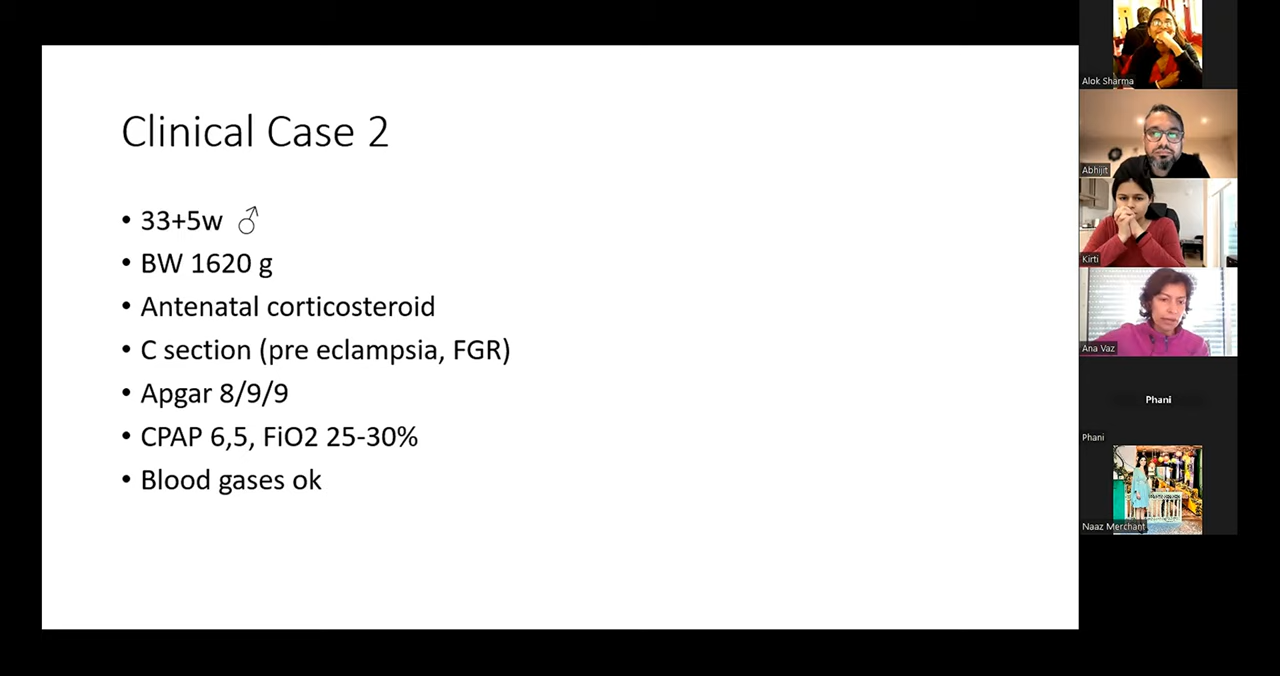 Clinical Case 2
• 33+5w ♂
• BW 1620 g
• Antenatal corticosteroid
• C section (pre eclampsia, FGR)
• Apgar 8/9/9
• CPAP 6,5, FiO2 25-30%
• Blood gases ok
Alok Sharma
Abhijit
Kirti
Ana Vaz
Phani
Phani
Naaz Merchant